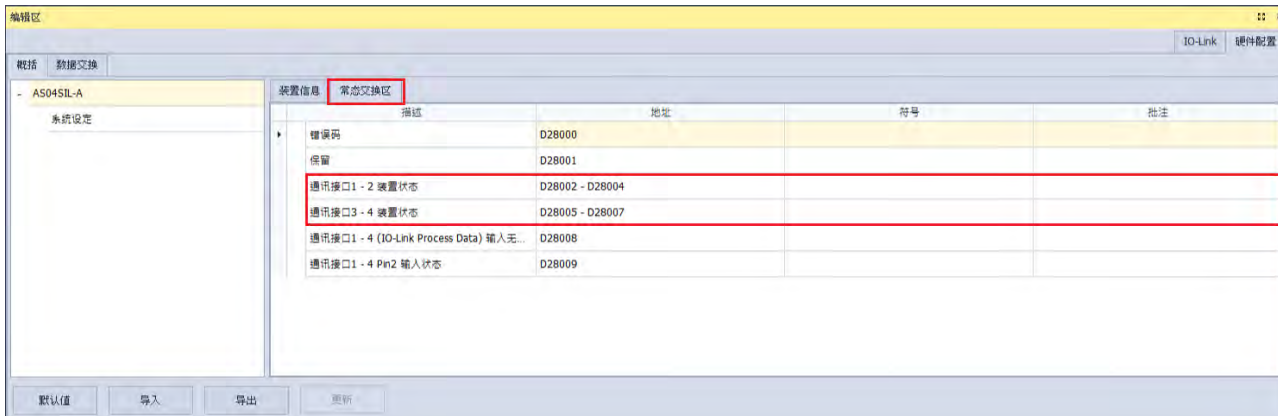 编辑区
IO-Link 硬件配置
概括 数据交换
- AS04SIL-A
系统设定
装置信息 常态交换区
描述 地址 符号 批注
错误码 D28000
保留 D28001
通讯接口1 - 2 装置状态 D28002 - D28004
通讯接口3 - 4 装置状态 D28005 - D28007
通讯接口1 - 4 (IO-Link Process Data) 输入无... D28008
通讯接口1 - 4 Pin2 输入状态 D28009
默认值 导入 导出 更新